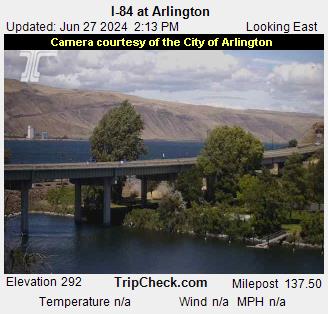 I-84 at Arlington
Updated: Jun 27 2024 2:13 PM Looking East
Camera courtesy of the City of Arlington
Elevation 292 TripCheck.com Milepost 137.50
Temperature n/a Wind n/a MPH n/a